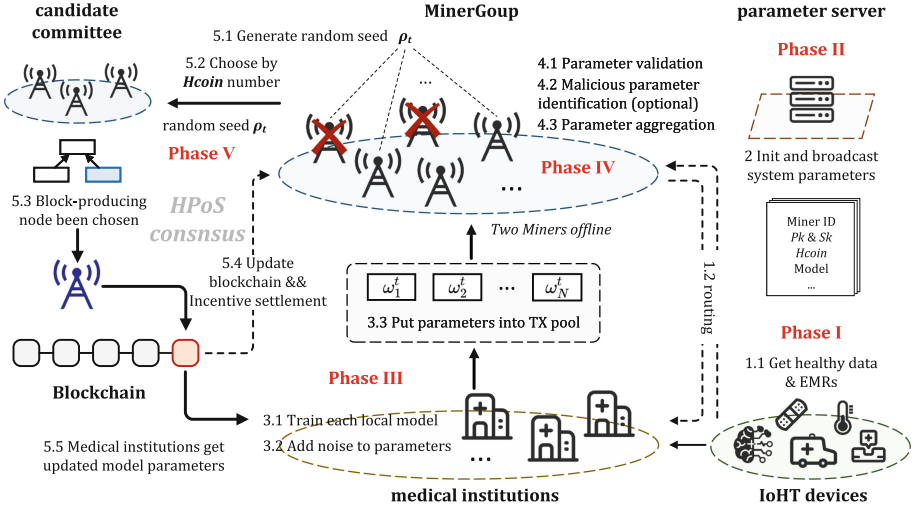 candidate
committee
MinerGoup
parameter server
5.1 Generate random seed ρt
5.2 Choose by
Hcoin number
random seed ρt
Phase V
...
4.1 Parameter validation
4.2 Malicious parameter
identification (optional)
4.3 Parameter aggregation
Phase II
Phase IV
...
2 Init and broadcast
system parameters
5.3 Block-producing
node been chosen
HPoS
consnsus
Two Miners offline
Miner ID
Pk & Sk
Hcoin
Model
...
5.4 Update
blockchain &&
Incentive settlement
ω1^t ω2^t ... ωN^t
3.3 Put parameters into TX pool
1.2 routing
Phase I
1.1 Get healthy data
& EMRs
Blockchain
Phase III
3.1 Train each local model
3.2 Add noise to parameters
...
5.5 Medical institutions get
updated model parameters
medical institutions
IoHT devices